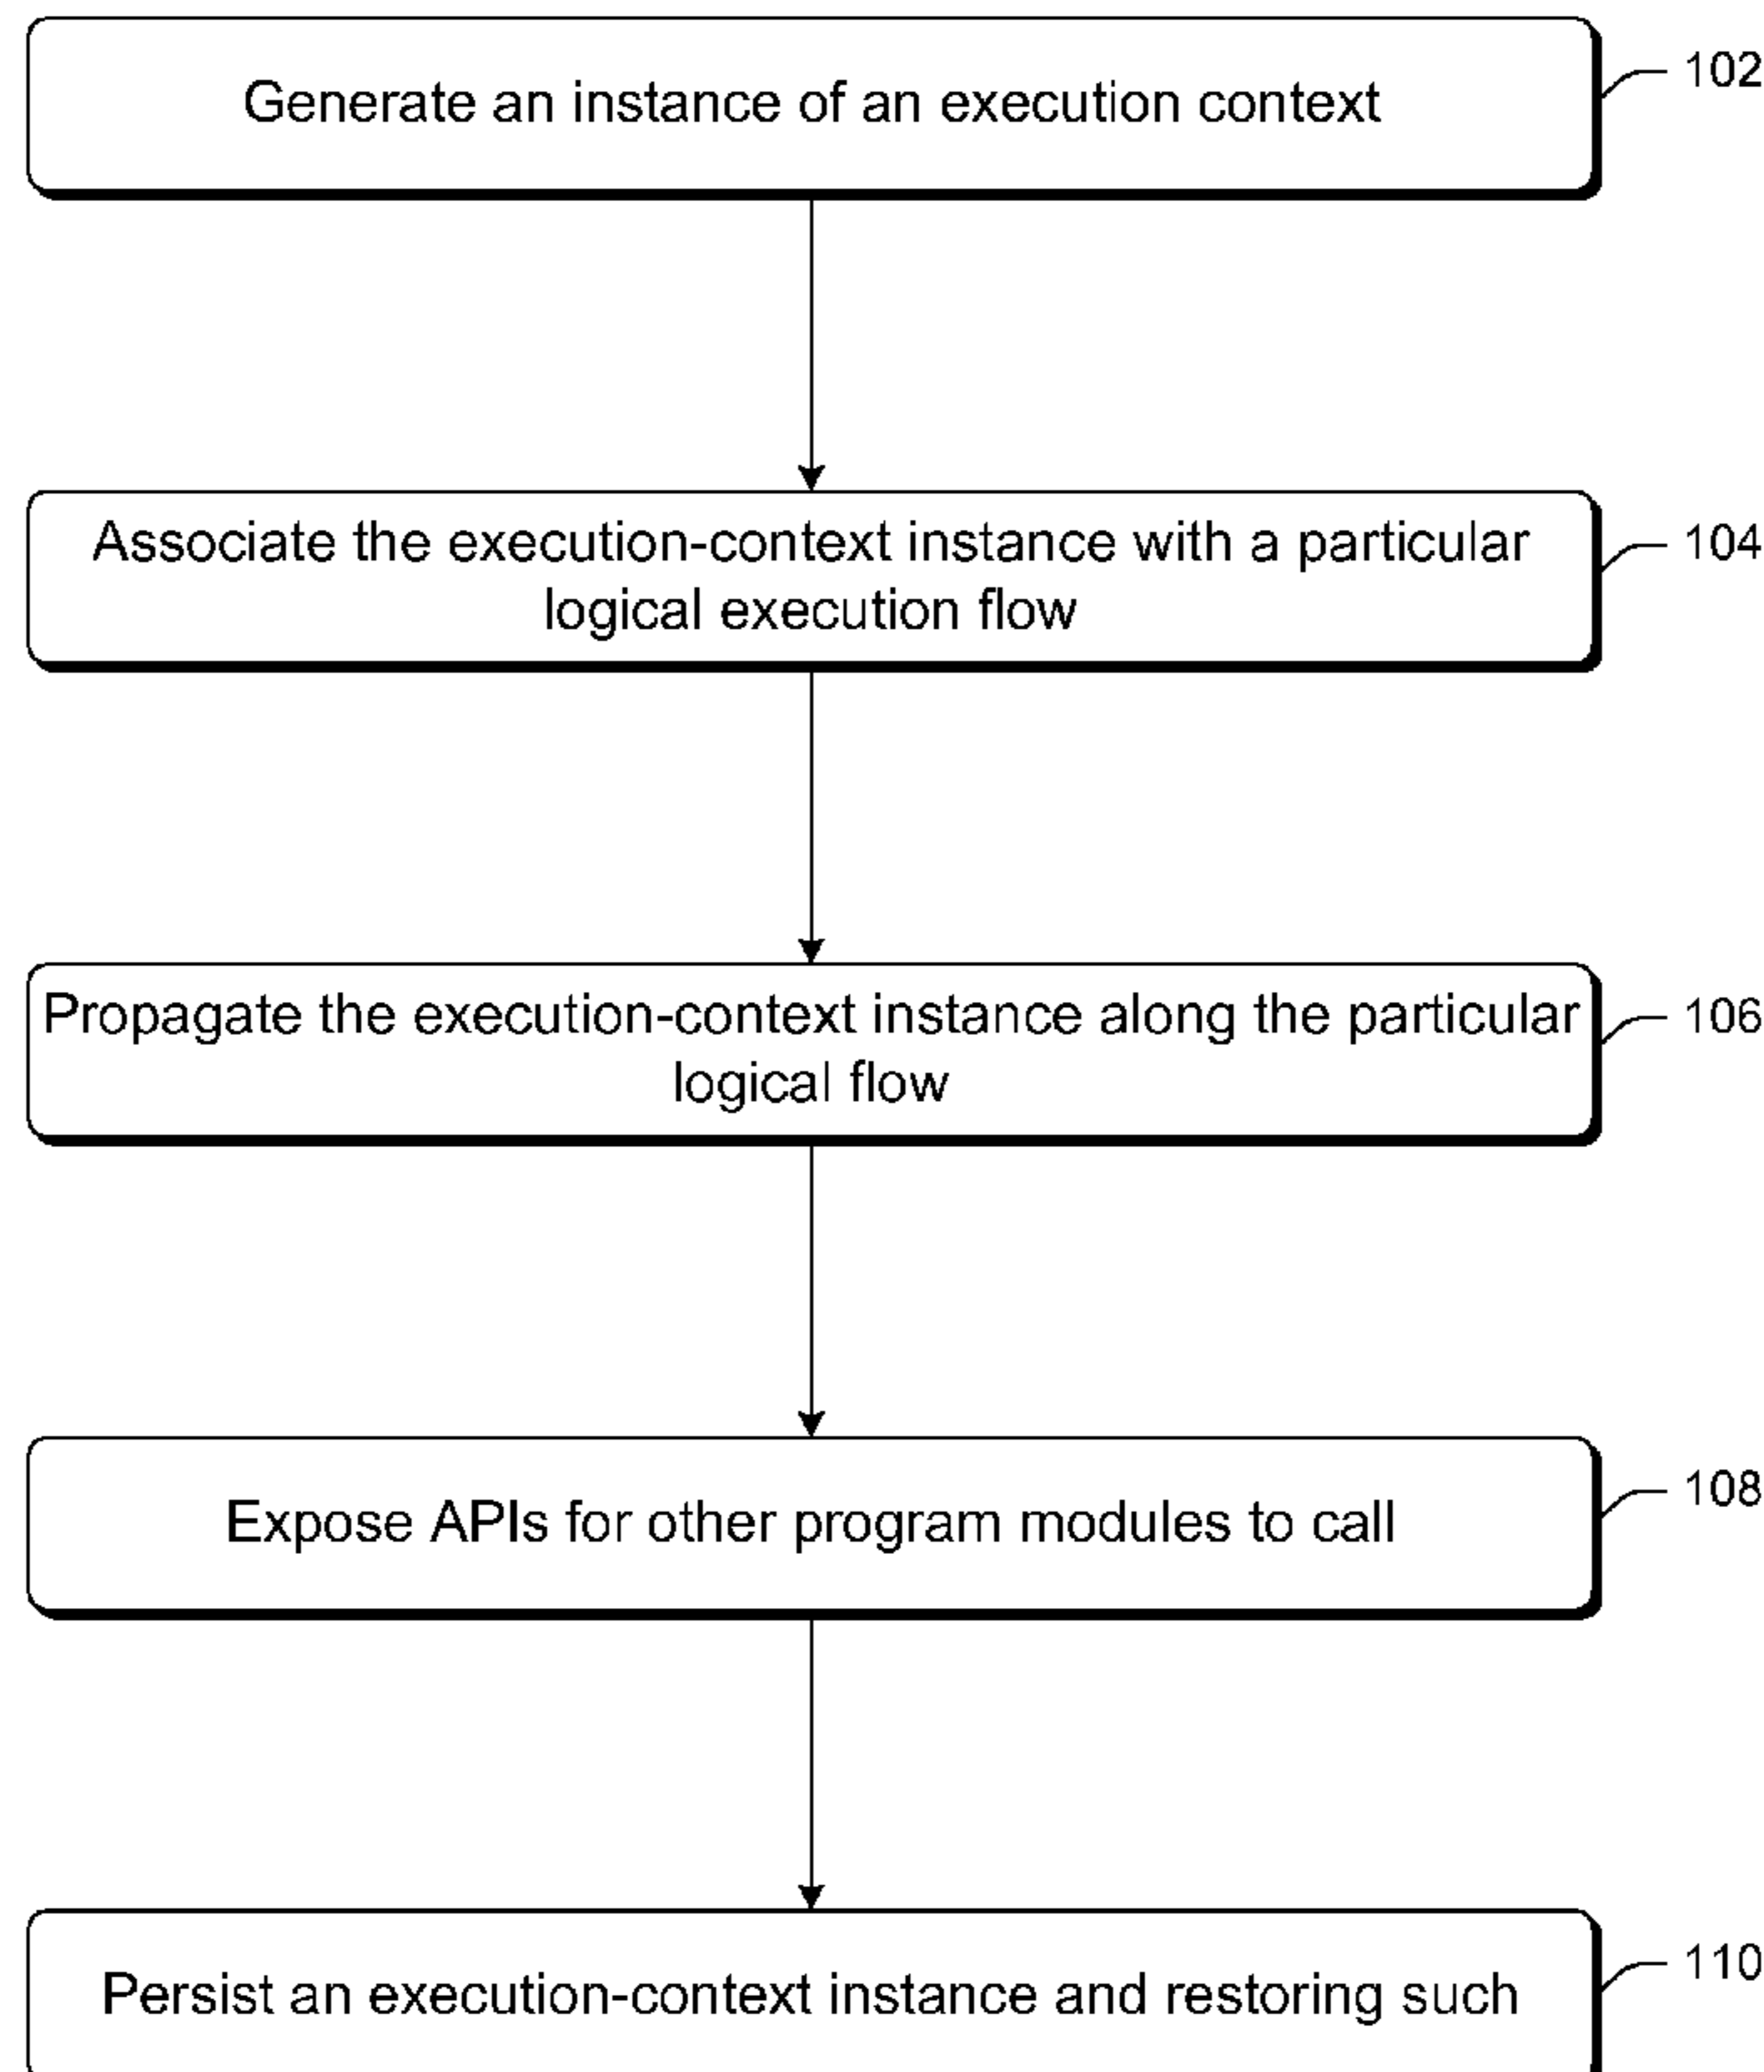 Generate an instance of an execution context
102
Associate the execution-context instance with a particular
logical execution flow
104
Propagate the execution-context instance along the particular
logical flow
106
Expose APIs for other program modules to call
108
Persist an execution-context instance and restoring such
110